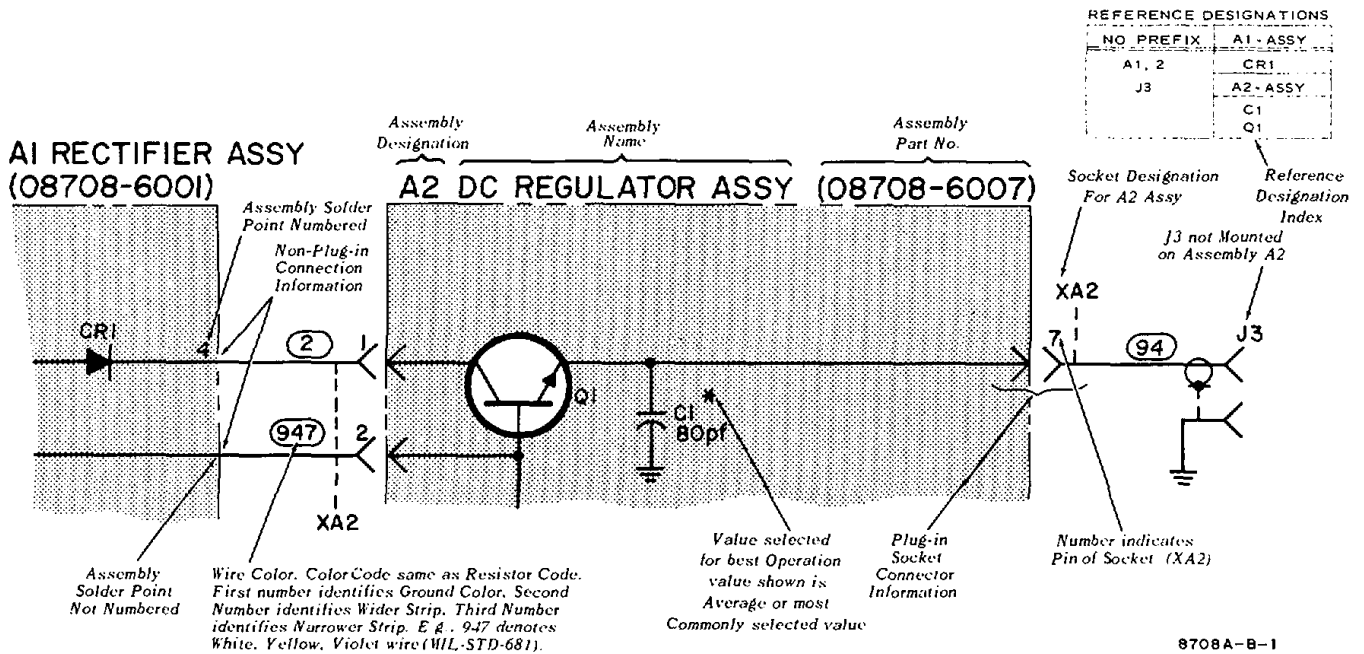 REFERENCE DESIGNATIONS
NO PREFIX
A1-ASSY
A1, 2
CR1
J3
A2-ASSY
C1
Q1
A1 RECTIFIER ASSY
(08708-6001)
Assembly
Designation
Assembly
Name
Assembly
Part No.
A2 DC REGULATOR ASSY (08708-6007)
Socket Designation
For A2 Assy
Reference
Designation
Index
Assembly Solder
Point Numbered
Non-Plug-in
Connection
Information
J3 not Mounted
on Assembly A2
XA2
CR1
4
2
1
7
94
J3
Q1
*
C1
80pf
947
2
XA2
Assembly
Solder Point
Not Numbered
Wire Color. Color Code same as Resistor Code.
First number identifies Ground Color, Second
Number identifies Wider Strip, Third Number
identifies Narrower Strip. E g., 947 denotes
White, Yellow, Violet wire (MIL-STD-681).
Value selected
for best Operation
value shown is
Average or most
Commonly selected value
Plug-in
Socket
Connector
Information
Number indicates
Pin of Socket (XA2)
8708A-B-1